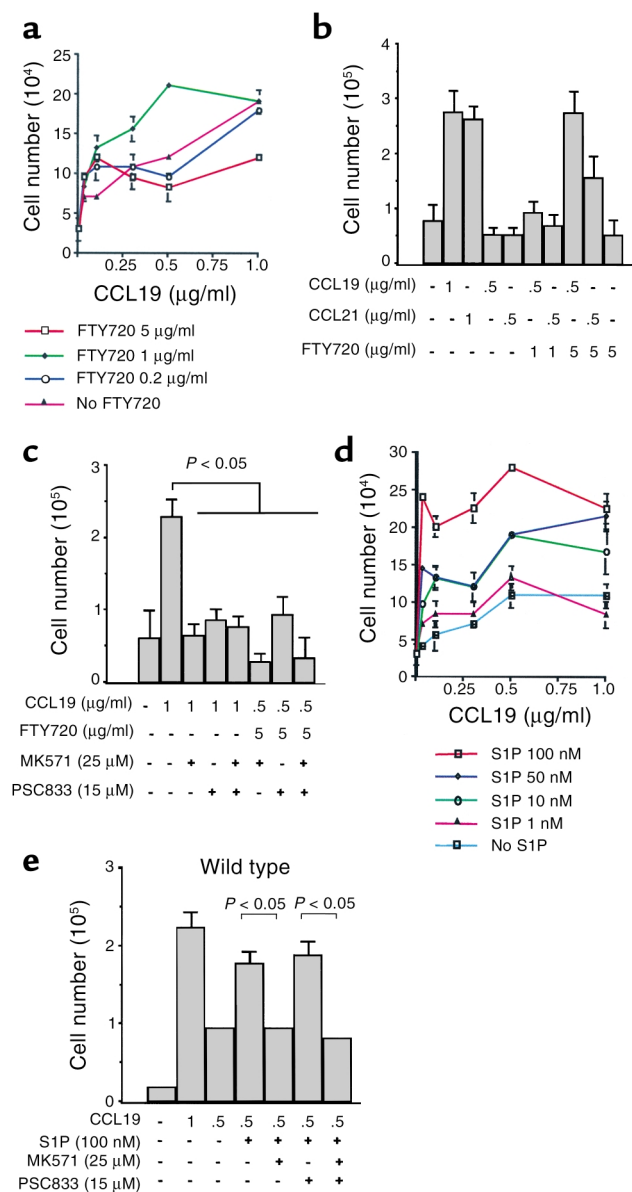 a
Cell number (10⁴)
25
20
15
10
5
0
0.25 0.5 0.75 1.0
CCL19 (µg/ml)
FTY720 5 µg/ml
FTY720 1 µg/ml
FTY720 0.2 µg/ml
No FTY720
b
Cell number (10⁵)
4
3
2
1
0
CCL19 (µg/ml) - 1 - .5 - .5 - .5 - -
CCL21 (µg/ml) - - 1 - .5 - .5 - .5 -
FTY720 (µg/ml) - - - - - 1 1 5 5 5
c
Cell number (10⁵)
3
2
1
0
P < 0.05
CCL19 (µg/ml) - 1 1 1 1 .5 .5 .5
FTY720 (µg/ml) - - - - - 5 5 5
MK571 (25 µM) - - + - + + - +
PSC833 (15 µM) - - - + + - + +
d
Cell number (10⁴)
30
25
20
15
10
5
0
0.25 0.5 0.75 1.0
CCL19 (µg/ml)
S1P 100 nM
S1P 50 nM
S1P 10 nM
S1P 1 nM
No S1P
e
Wild type
Cell number (10⁵)
3
2
1
0
P < 0.05 P < 0.05
CCL19 - 1 .5 .5 .5 .5 .5
S1P (100 nM) - - - + + + +
MK571 (25 µM) - - - - + - +
PSC833 (15 µM) - - - - - + +